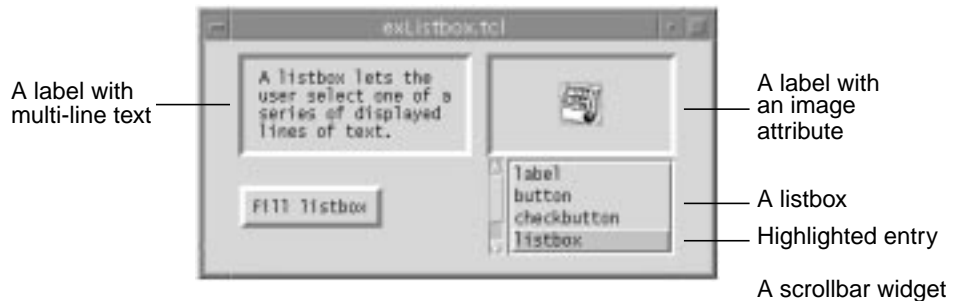 exListbox.tcl
A label with
multi-line text
A listbox lets the
user select one of a
series of displayed
lines of text.
A label with
an image
attribute
Fill listbox
label
button
checkbutton
listbox
A listbox
Highlighted entry
A scrollbar widget